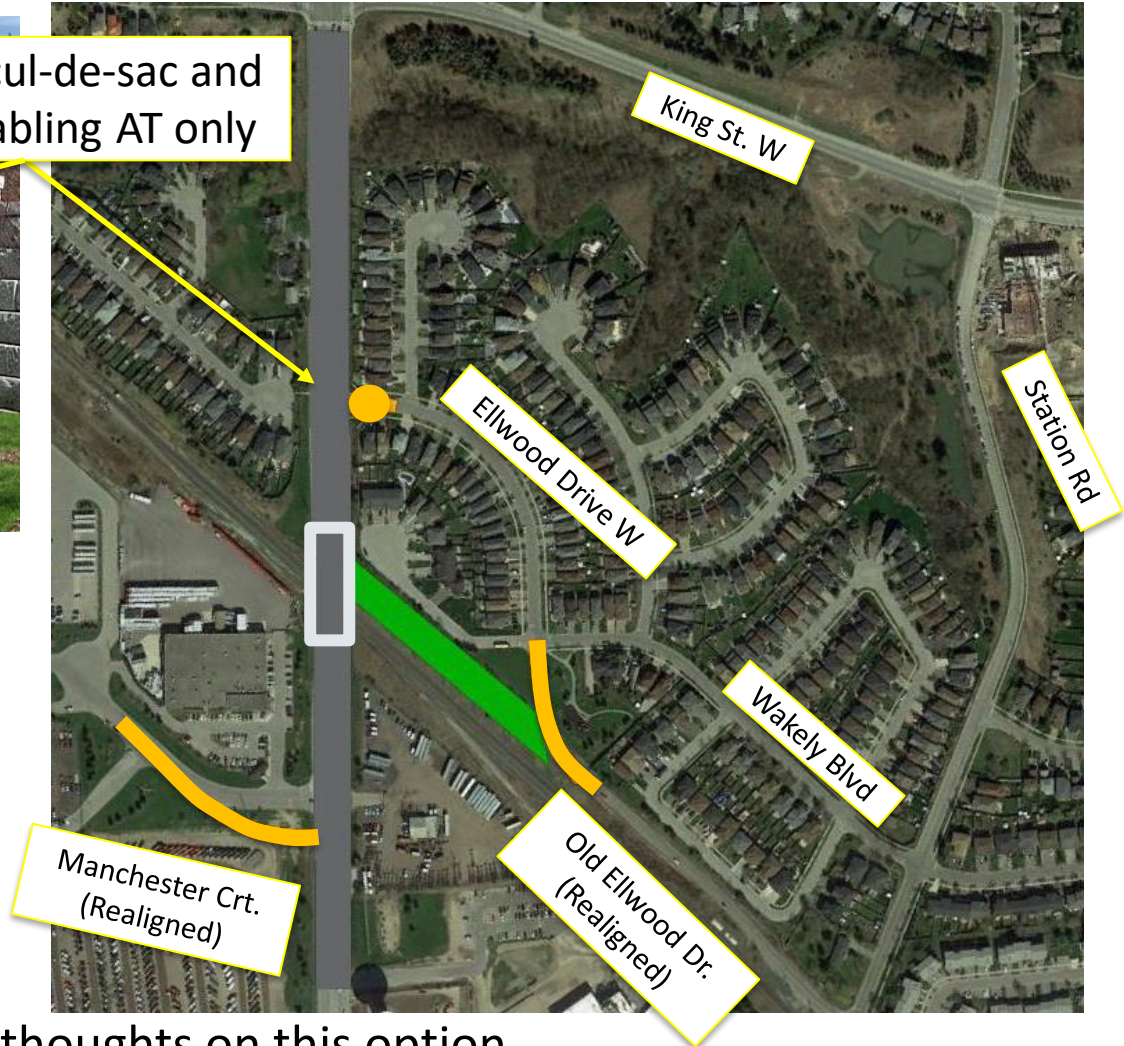 cul-de-sac and
abling AT only
King St. W
Station Rd
Ellwood Drive W
Wakely Blvd
Manchester Crt.
(Realigned)
Old Ellwood Dr.
(Realigned)
thoughts on this option